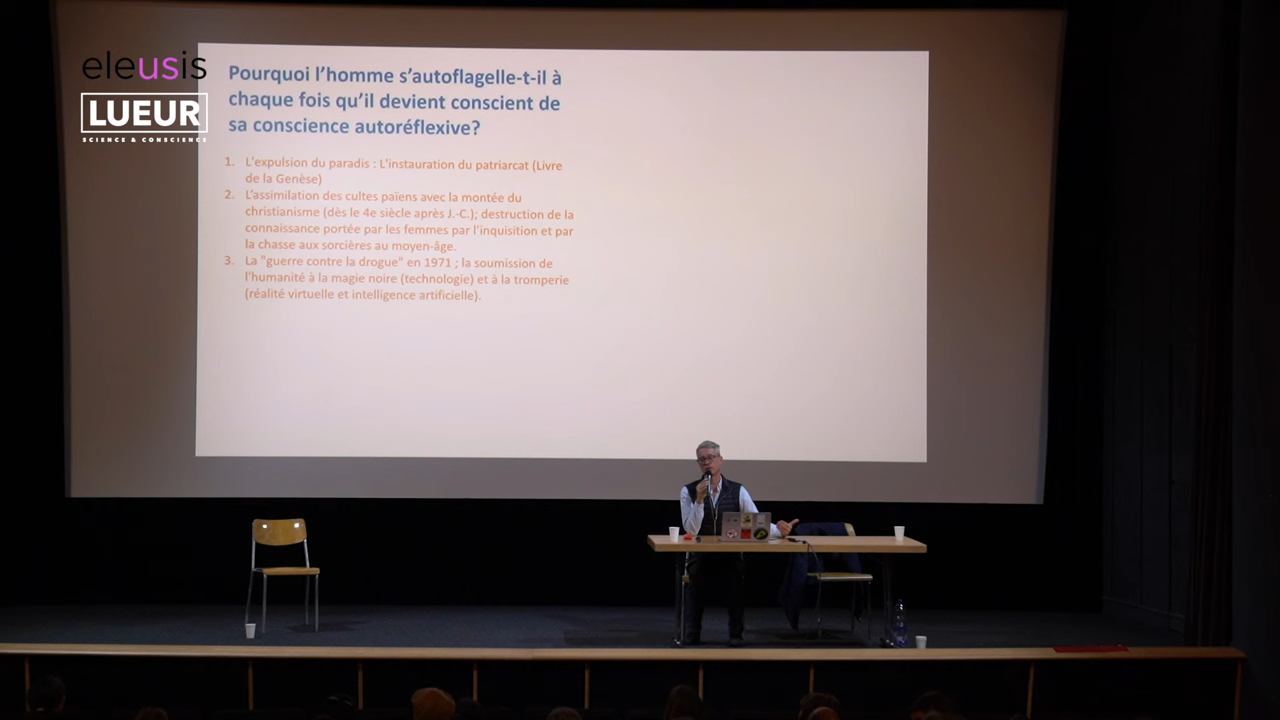 eleusis
LUEUR
SCIENCE & CONSCIENCE
Pourquoi l'homme s'autoflagelle-t-il à
chaque fois qu'il devient conscient de
sa conscience autoréflexive?
1. L'expulsion du paradis : L'instauration du patriarcat (Livre
de la Genèse)
2. L'assimilation des cultes païens avec la montée du
christianisme (dès le 4e siècle après J.-C.); destruction de la
connaissance portée par les femmes par l'inquisition et par
la chasse aux sorcières au moyen-âge.
3. La "guerre contre la drogue" en 1971 ; la soumission de
l'humanité à la magie noire (technologie) et à la tromperie
(réalité virtuelle et intelligence artificielle).